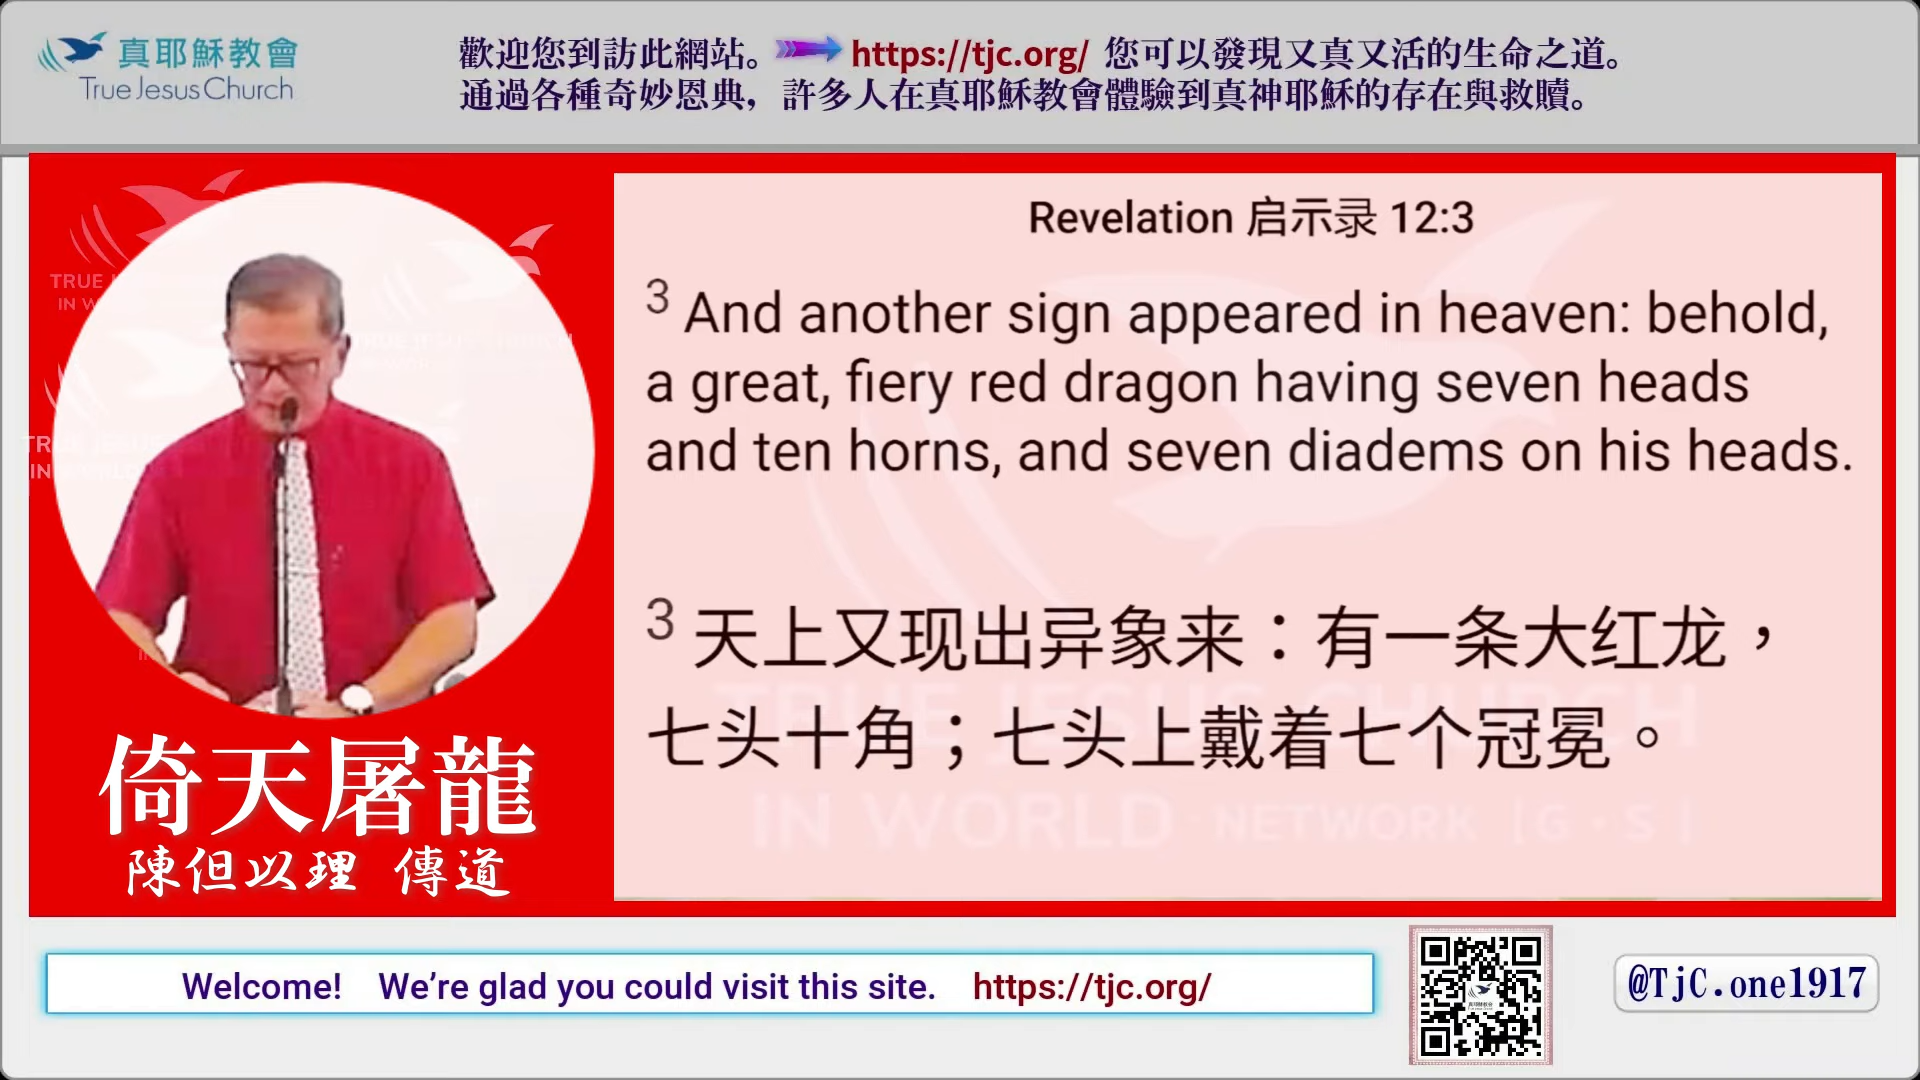 真耶穌教會
True Jesus Church
歡迎您到訪此網站。 https://tjc.org/ 您可以發現又真又活的生命之道。
通過各種奇妙恩典，許多人在真耶穌教會體驗到真神耶穌的存在與救贖。
Revelation 启示录 12:3
3 And another sign appeared in heaven: behold,
a great, fiery red dragon having seven heads
and ten horns, and seven diadems on his heads.
3 天上又现出异象来：有一条大红龙，
七头十角；七头上戴着七个冠冕。
TRUE JESUS CHURCH
IN WORLD NETWORK [G·S]
倚天屠龍
陳但以理 傳道
Welcome! We’re glad you could visit this site. https://tjc.org/
@TjC.one1917